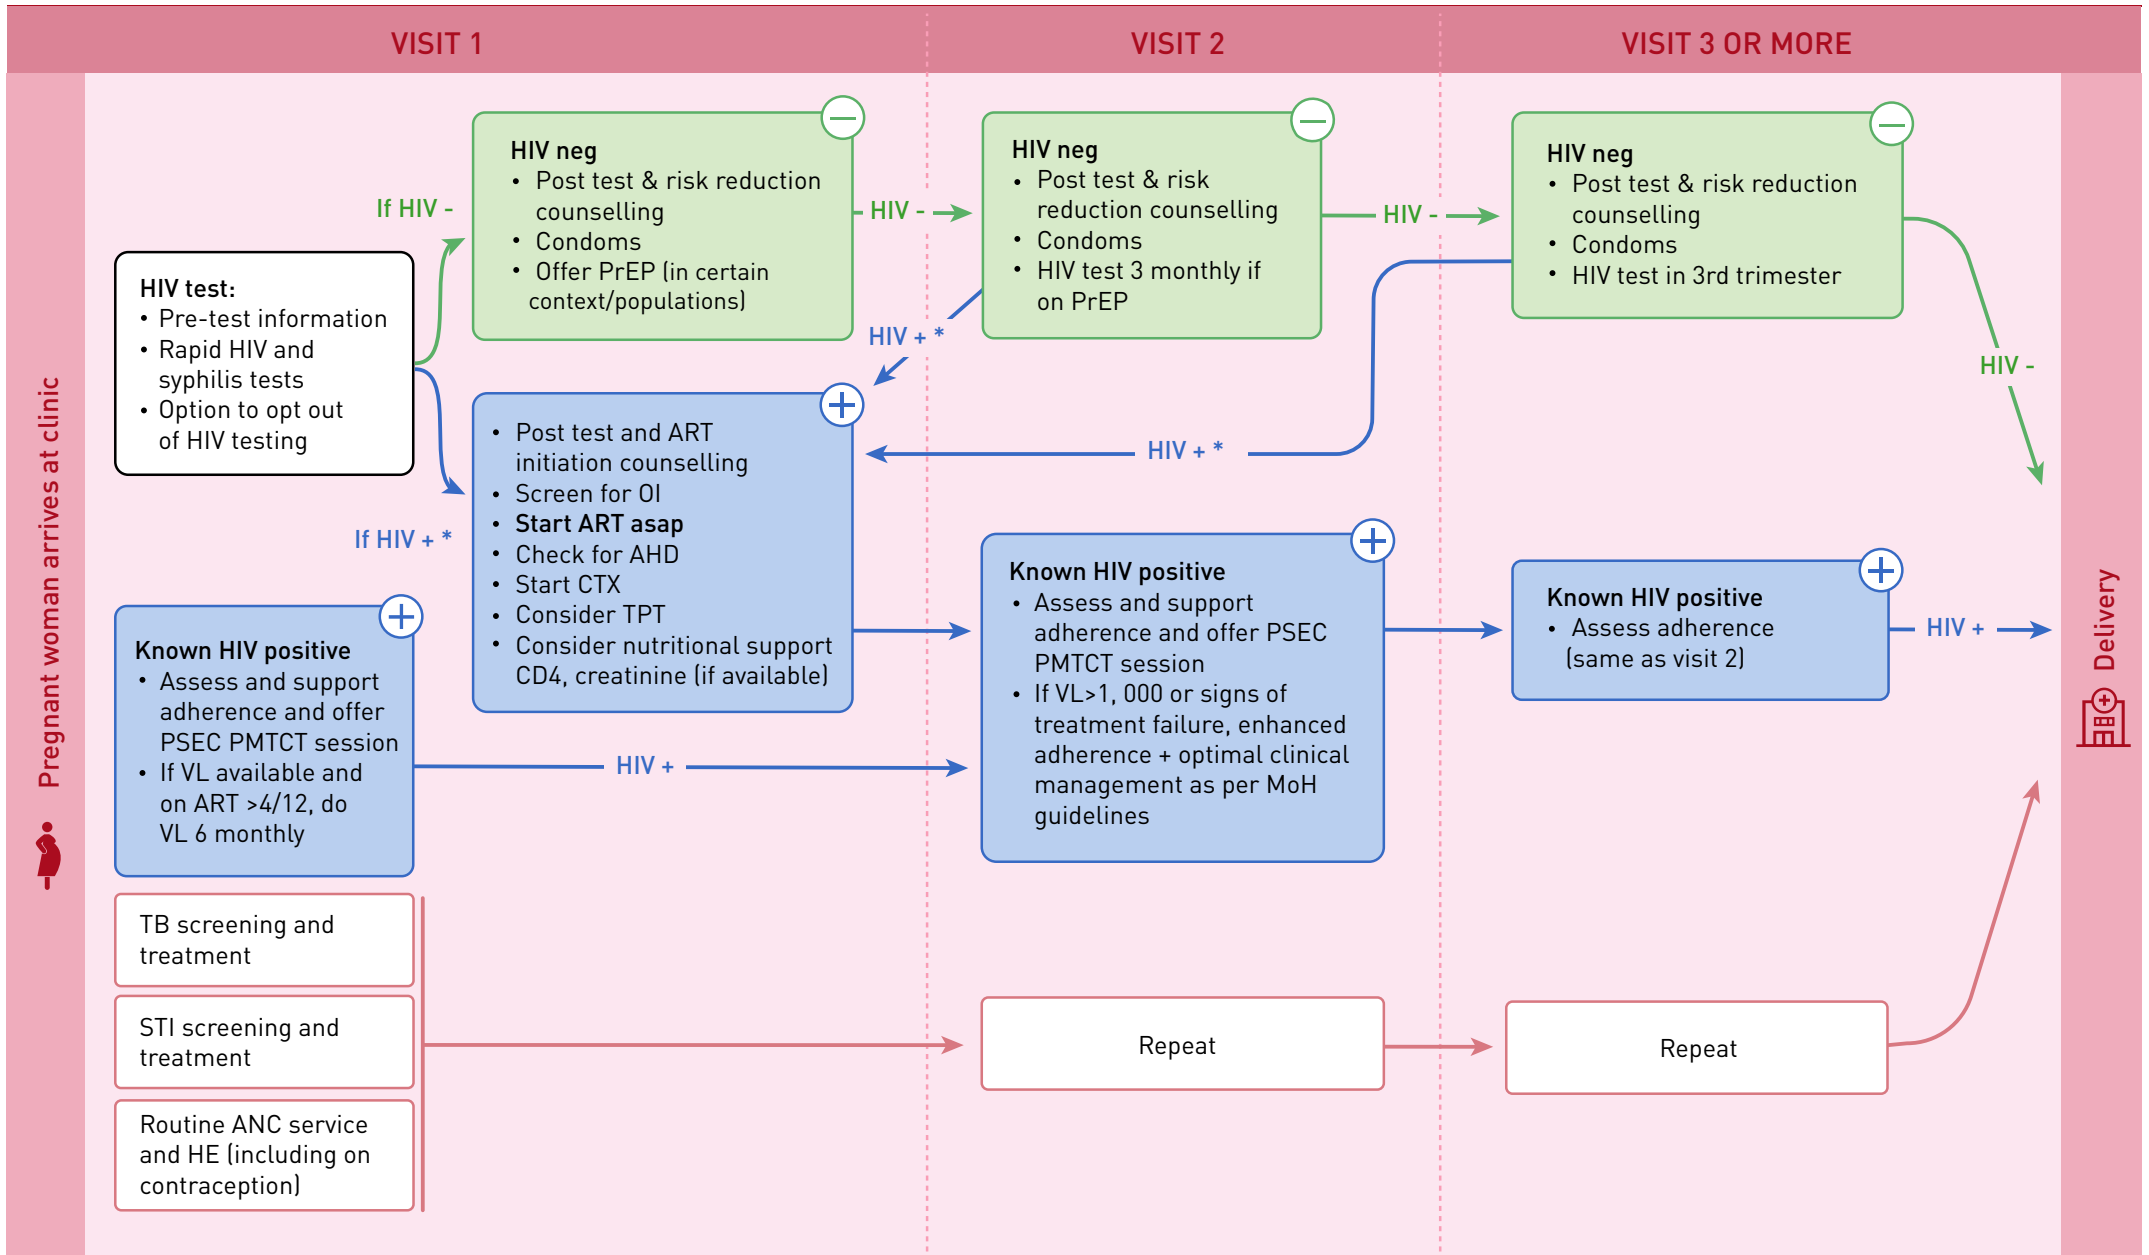 VISIT 1
VISIT 2
VISIT 3 OR MORE
Pregnant woman arrives at clinic
HIV test:
• Pre-test information
• Rapid HIV and
syphilis tests
• Option to opt out
of HIV testing
If HIV -
If HIV + *
HIV neg
• Post test & risk reduction
counselling
• Condoms
• Offer PrEP (in certain
context/populations)
HIV -
HIV neg
• Post test & risk
reduction counselling
• Condoms
• HIV test 3 monthly if
on PrEP
HIV -
HIV neg
• Post test & risk reduction
counselling
• Condoms
• HIV test in 3rd trimester
HIV -
HIV + *
HIV + *
• Post test and ART
initiation counselling
• Screen for OI
• Start ART asap
• Check for AHD
• Start CTX
• Consider TPT
• Consider nutritional support
CD4, creatinine (if available)
Known HIV positive
• Assess and support
adherence and offer
PSEC PMTCT session
• If VL available and
on ART >4/12, do
VL 6 monthly
HIV +
Known HIV positive
• Assess and support
adherence and offer PSEC
PMTCT session
• If VL>1, 000 or signs of
treatment failure, enhanced
adherence + optimal clinical
management as per MoH
guidelines
Known HIV positive
• Assess adherence
(same as visit 2)
HIV +
Delivery
TB screening and
treatment
STI screening and
treatment
Routine ANC service
and HE (including on
contraception)
Repeat
Repeat